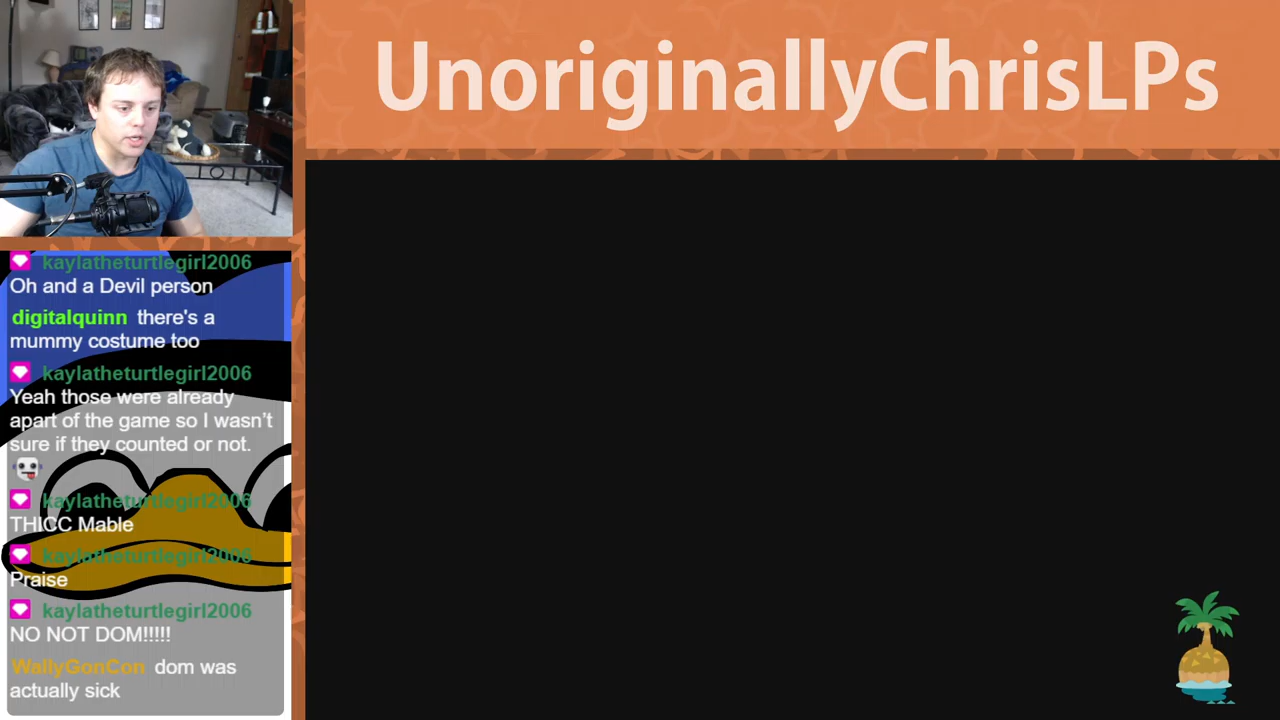 UnoriginallyChrisLPs
kaylatheturtlegirl2006
Oh and a Devil person
digitalquinn there's a
mummy costume too
kaylatheturtlegirl2006
Yeah those were already
apart of the game so I wasn’t
sure if they counted or not.
kaylatheturtlegirl2006
THICC Mable
kaylatheturtlegirl2006
Praise
kaylatheturtlegirl2006
NO NOT DOM!!!!!
WallyGonCon dom was
actually sick